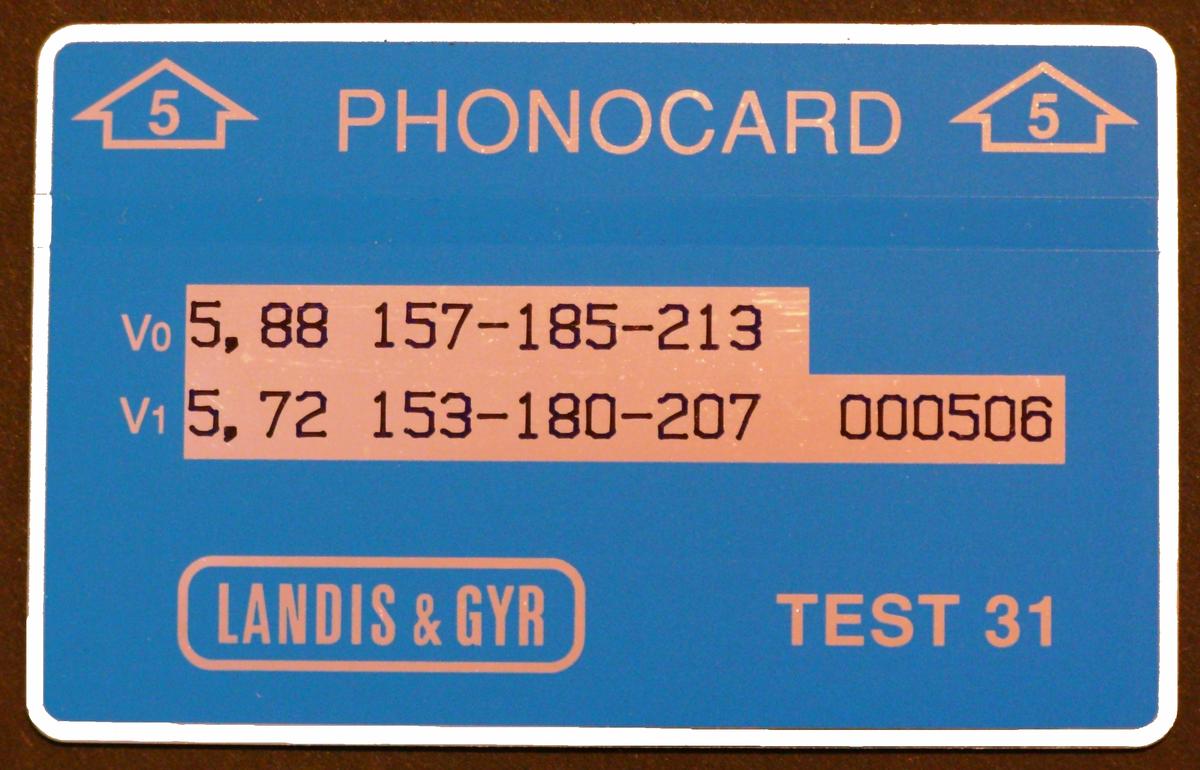 5 PHONOCARD 5
V0 5,88 157-185-213
V1 5,72 153-180-207 000506
LANDIS & GYR TEST 31